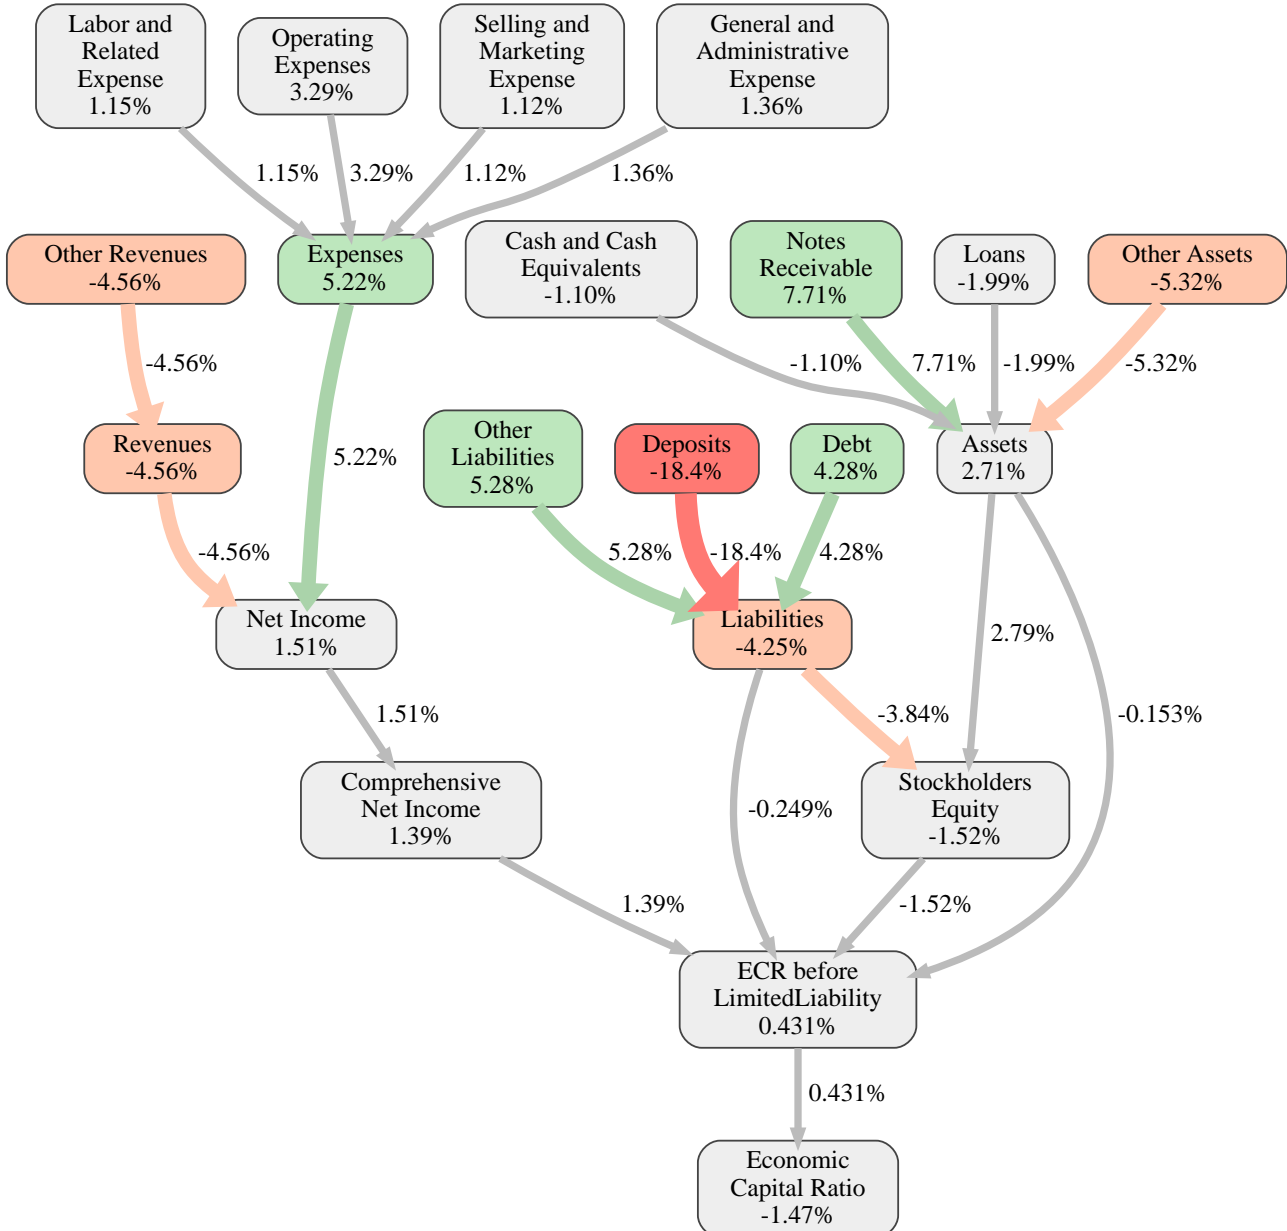 Labor and
Related
Expense
1.15%
Operating
Expenses
3.29%
Selling and
Marketing
Expense
1.12%
General and
Administrative
Expense
1.36%
1.15%
3.29%
1.12%
1.36%
Other Revenues
-4.56%
Expenses
5.22%
Cash and Cash
Equivalents
-1.10%
Notes
Receivable
7.71%
Loans
-1.99%
Other Assets
-5.32%
-4.56%
-1.10%
7.71%
-1.99%
-5.32%
Revenues
-4.56%
5.22%
Other
Liabilities
5.28%
Deposits
-18.4%
Debt
4.28%
Assets
2.71%
-4.56%
5.28%
-18.4%
4.28%
Net Income
1.51%
Liabilities
-4.25%
2.79%
1.51%
-3.84%
-0.153%
Comprehensive
Net Income
1.39%
-0.249%
Stockholders
Equity
-1.52%
1.39%
-1.52%
ECR before
LimitedLiability
0.431%
0.431%
Economic
Capital Ratio
-1.47%